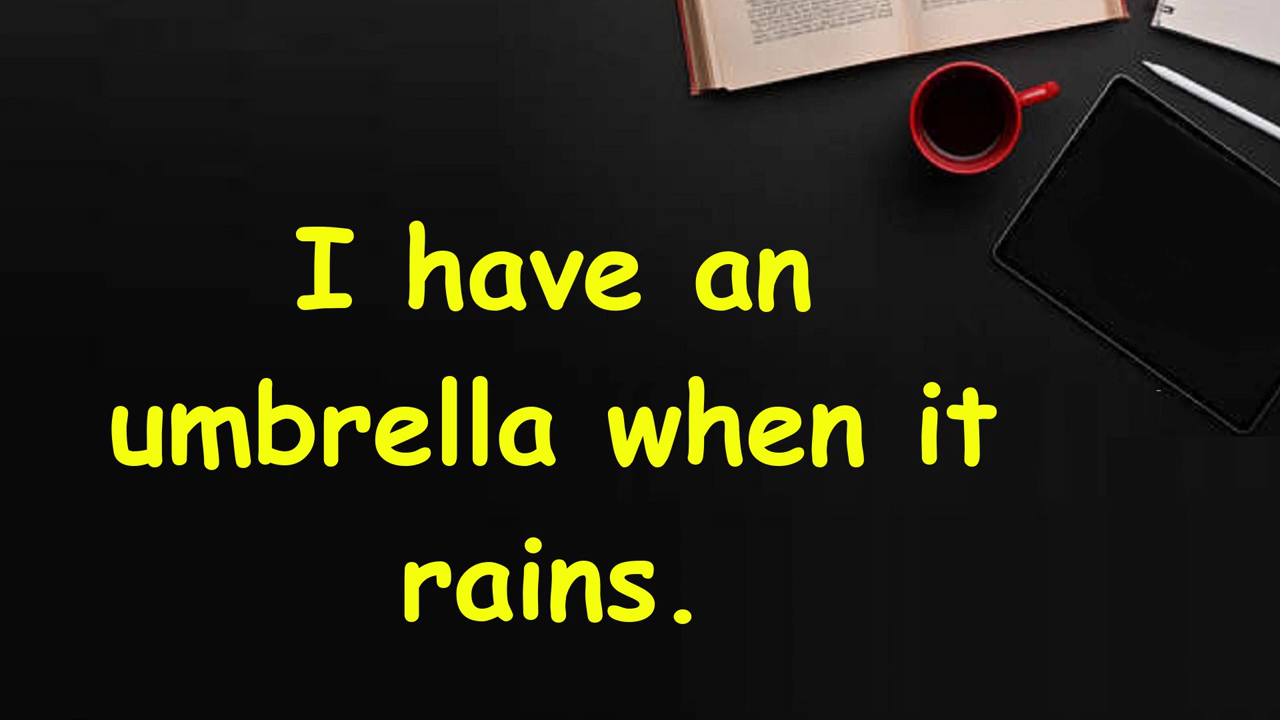 I have an
umbrella when it
rains.